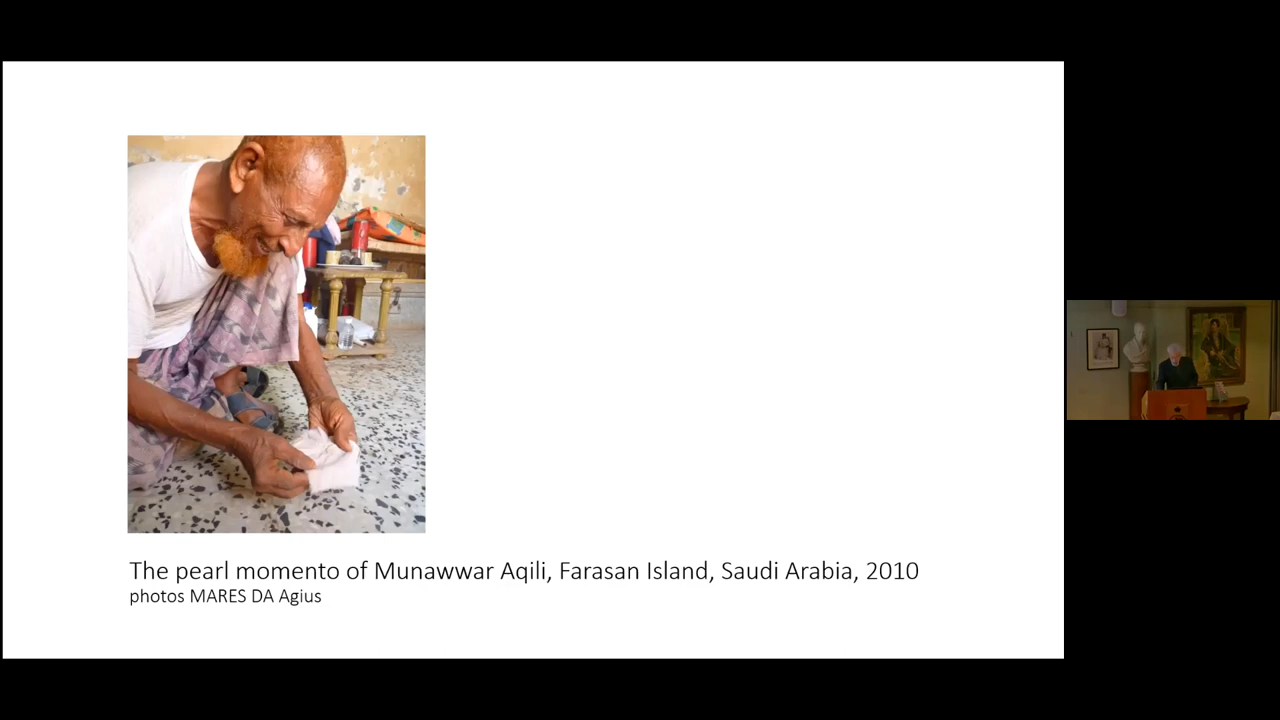 The pearl momento of Munawwar Aqili, Farasan Island, Saudi Arabia, 2010
photos MARES DA Agius